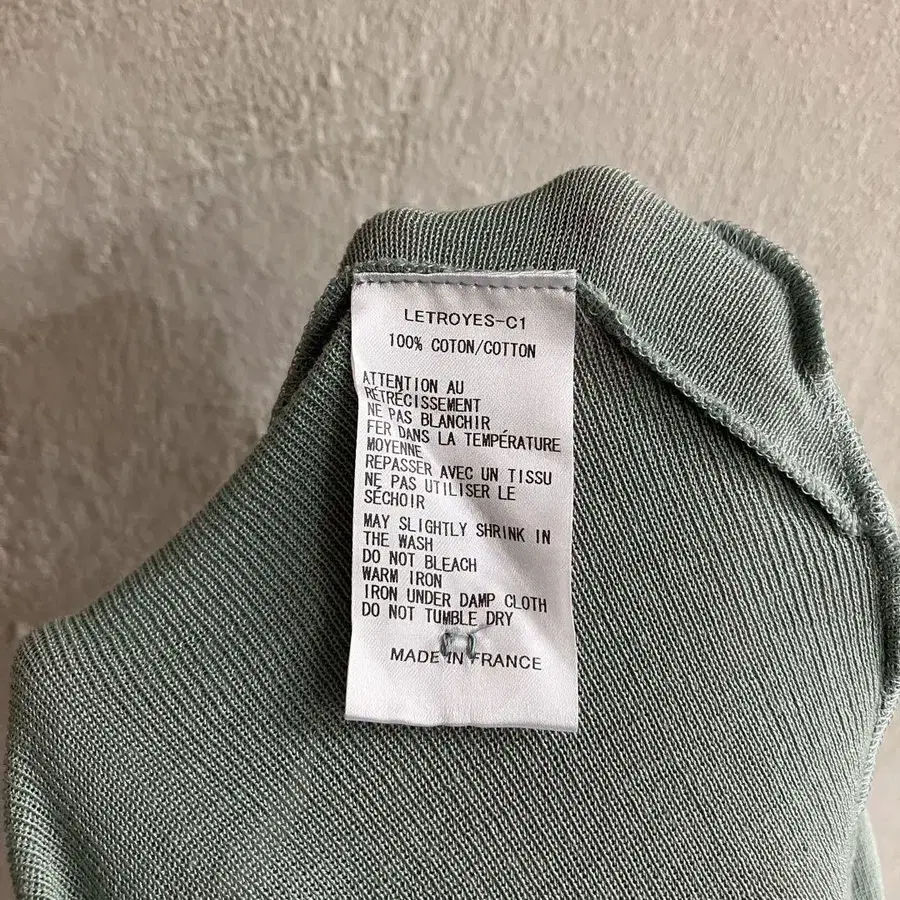 LETROYES-C1
100% COTON/COTTON
ATTENTION AU
RÉTRÉCISSEMENT
NE PAS BLANCHIR
FER DANS LA TEMPÉRATURE
MOYENNE
REPASSER AVEC UN TISSU
NE PAS UTILISER LE
SÉCHOIR
MAY SLIGHTLY SHRINK IN
THE WASH
DO NOT BLEACH
WARM IRON
IRON UNDER DAMP CLOTH
DO NOT TUMBLE DRY
MADE IN FRANCE